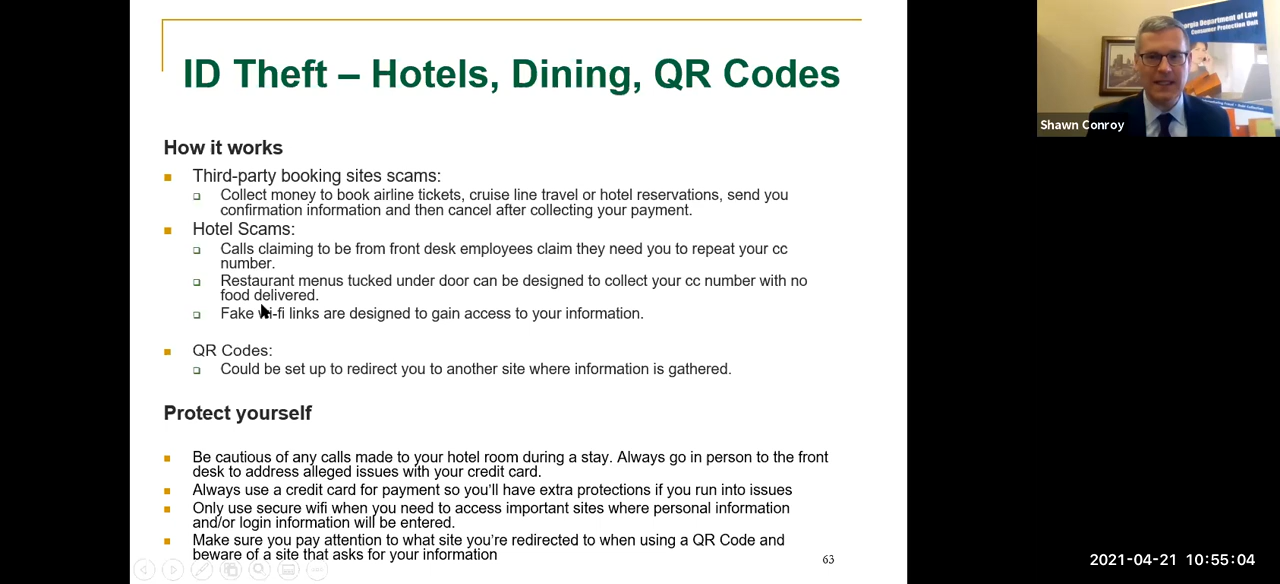 ID Theft – Hotels, Dining, QR Codes
How it works
Third-party booking sites scams:
Collect money to book airline tickets, cruise line travel or hotel reservations, send you
confirmation information and then cancel after collecting your payment.
Hotel Scams:
Calls claiming to be from front desk employees claim they need you to repeat your cc
number.
Restaurant menus tucked under door can be designed to collect your cc number with no
food delivered.
Fake wi-fi links are designed to gain access to your information.
QR Codes:
Could be set up to redirect you to another site where information is gathered.
Protect yourself
Be cautious of any calls made to your hotel room during a stay. Always go in person to the front
desk to address alleged issues with your credit card.
Always use a credit card for payment so you'll have extra protections if you run into issues
Only use secure wifi when you need to access important sites where personal information
and/or login information will be entered.
Make sure you pay attention to what site you're redirected to when using a QR Code and
beware of a site that asks for your information
63
orgia Department of Law
Consumer Protection Unit
Shawn Conroy
2021-04-21 10:55:04